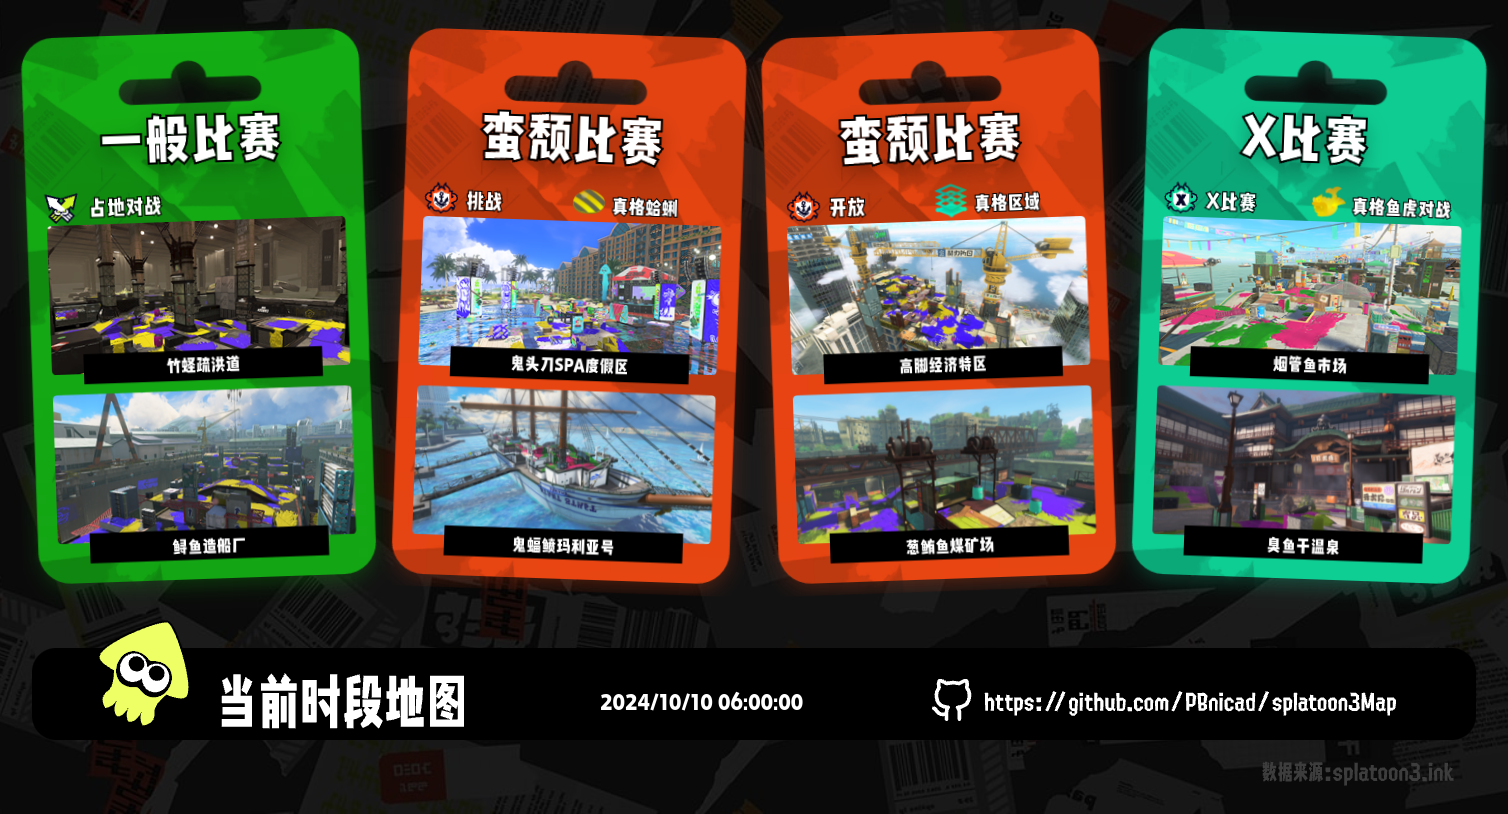 一般比赛
占地对战
竹蛏疏洪道
鲟鱼造船厂
蛮颓比赛
挑战
真格蛤蜊
鬼头刀SPA度假区
鬼蝠鲼玛利亚号
蛮颓比赛
开放
真格区域
高脚经济特区
葱鲔鱼煤矿场
X比赛
X比赛
真格鱼虎对战
烟管鱼市场
臭鱼干温泉
当前时段地图
2024/10/10 06:00:00
https://github.com/PBnicad/splatoon3Map
数据来源:splatoon3.ink